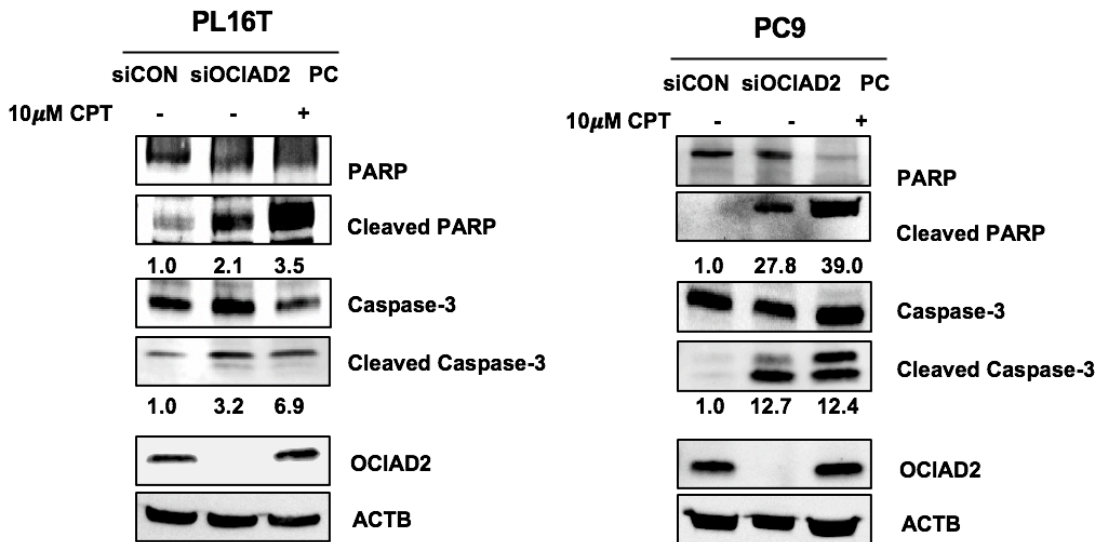 PL16T
siCON siOCIAD2 PC
10μM CPT - - +
PARP
Cleaved PARP
1.0 2.1 3.5
Caspase-3
Cleaved Caspase-3
1.0 3.2 6.9
OCIAD2
ACTB
PC9
siCON siOCIAD2 PC
10μM CPT - - +
PARP
Cleaved PARP
1.0 27.8 39.0
Caspase-3
Cleaved Caspase-3
1.0 12.7 12.4
OCIAD2
ACTB